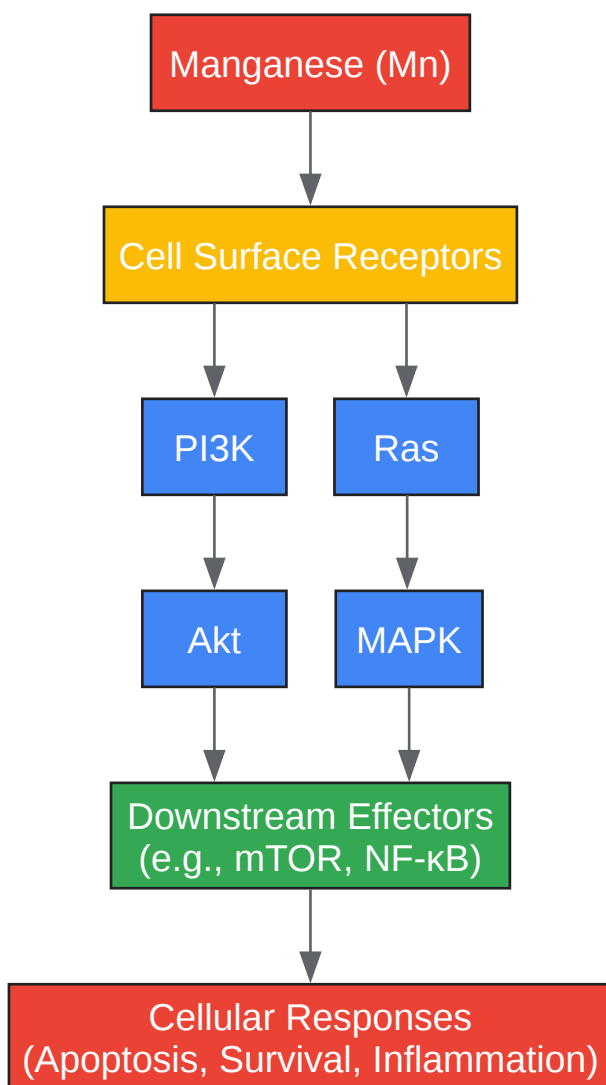 Manganese (Mn)
Cell Surface Receptors
PI3K
Ras
Akt
MAPK
Downstream Effectors
(e.g., mTOR, NF-κB)
Cellular Responses
(Apoptosis, Survival, Inflammation)